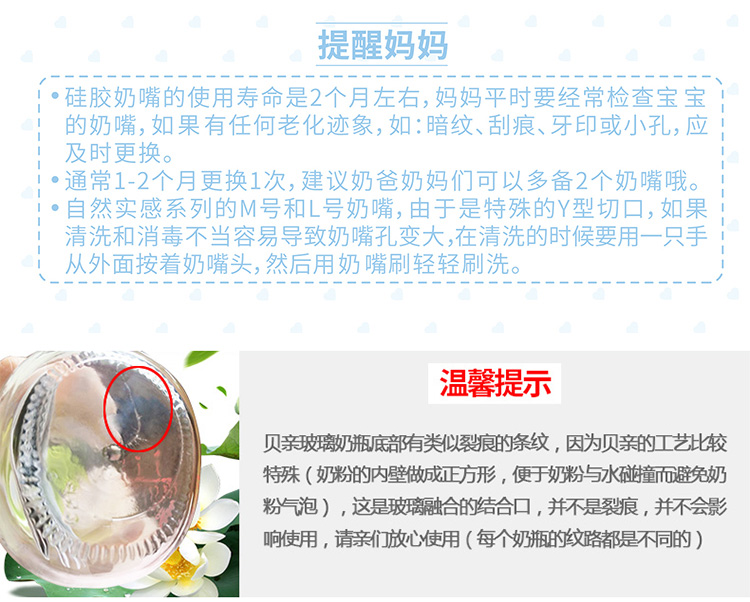 提醒妈妈
•硅胶奶嘴的使用寿命是2个月左右,妈妈平时要经常检查宝宝
的奶嘴,如果有任何老化迹象,如:暗纹、刮痕、牙印或小孔,应
及时更换。
•通常1-2个月更换1次,建议奶爸奶妈们可以多备2个奶嘴哦。
•自然实感系列的M号和L号奶嘴,由于是特殊的Y型切口,如果
清洗和消毒不当容易导致奶嘴孔变大,在清洗的时候要用一只手
从外面按着奶嘴头,然后用奶嘴刷轻轻刷洗。
温馨提示
贝亲玻璃奶瓶底部有类似裂痕的条纹，因为贝亲的工艺比较
特殊（奶粉的内壁做成正方形，便于奶粉与水碰撞而避免奶
粉气泡），这是玻璃融合的结合口，并不是裂痕，并不会影
响使用，请亲们放心使用（每个奶瓶的纹路都是不同的）